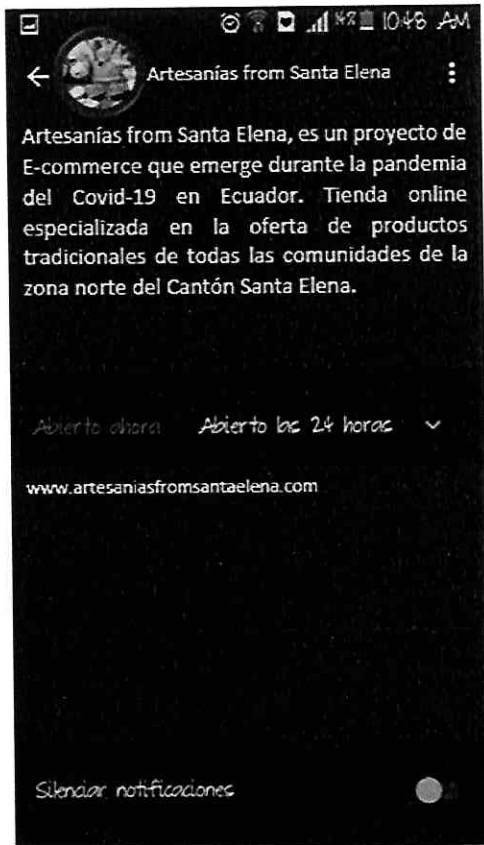 10:48 AM
Artesanías from Santa Elena
Artesanías from Santa Elena, es un proyecto de
E-commerce que emerge durante la pandemia
del Covid-19 en Ecuador. Tienda online
especializada en la oferta de productos
tradicionales de todas las comunidades de la
zona norte del Cantón Santa Elena.
Abierto ahora Abierto las 24 horas
www.artesaniasfromsantaelena.com
Silenciar notificaciones